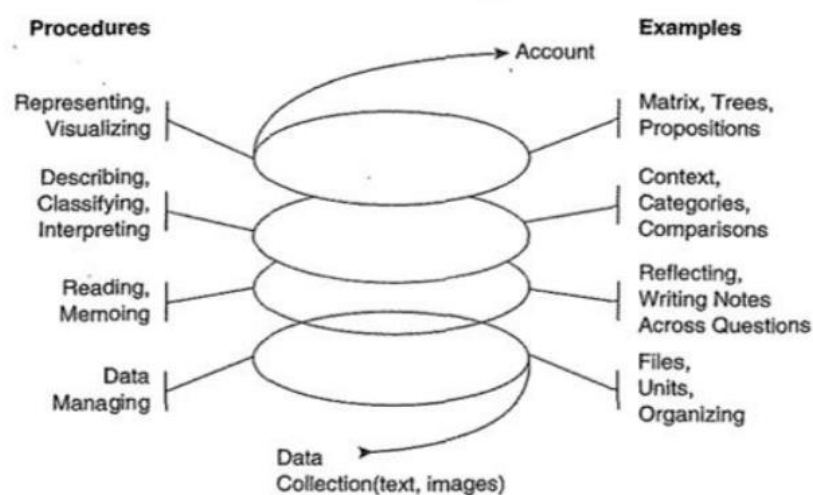 Procedures
Examples
Account
Representing,
Visualizing
Matrix, Trees,
Propositions
Describing,
Classifying,
Interpreting
Context,
Categories,
Comparisons
Reading,
Memoing
Reflecting,
Writing Notes
Across Questions
Data
Managing
Files,
Units,
Organizing
Data
Collection(text, images)